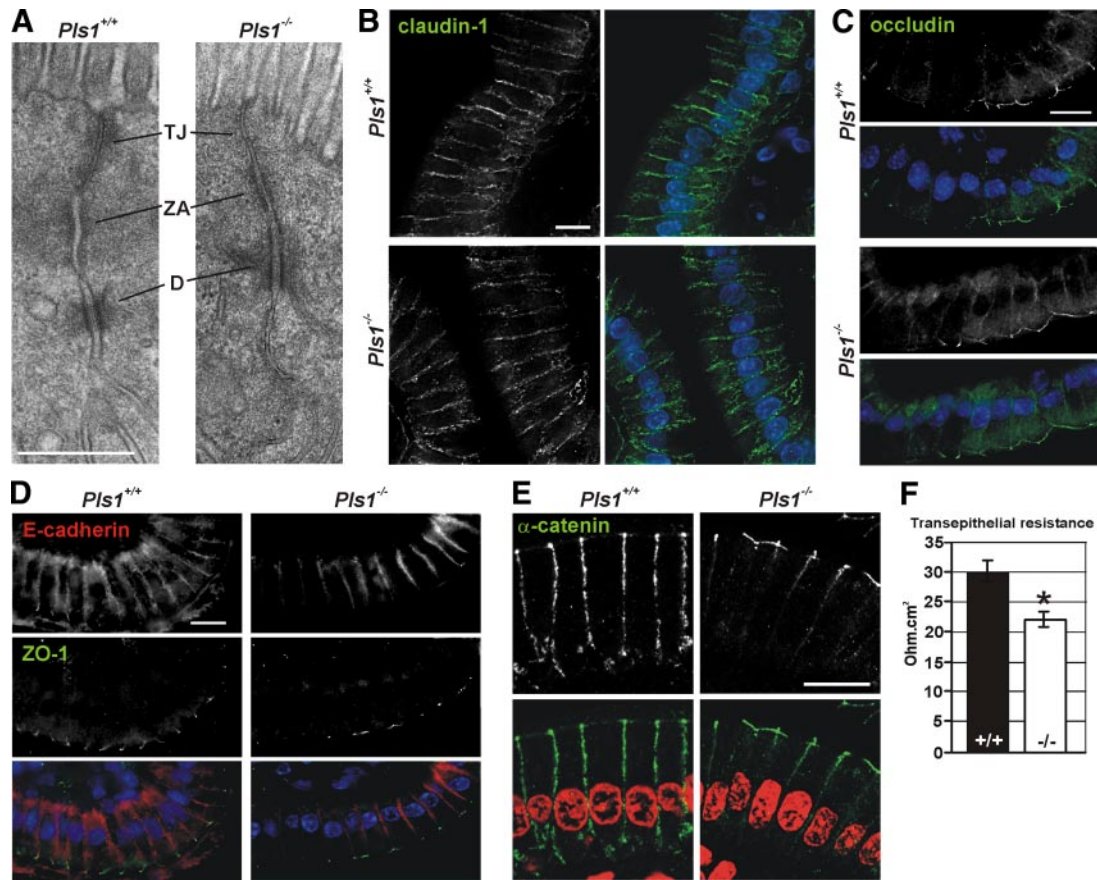 A
Pls1+/+
Pls1-/-
TJ
ZA
D
B
claudin-1
Pls1+/+
Pls1-/-
C
occludin
Pls1+/+
Pls1-/-
D
Pls1+/+
Pls1-/-
E-cadherin
ZO-1
E
Pls1+/+
Pls1-/-
α-catenin
F
Transepithelial resistance
Ohm.cm²
35
30
25
20
15
10
5
0
*
+/+
-/-